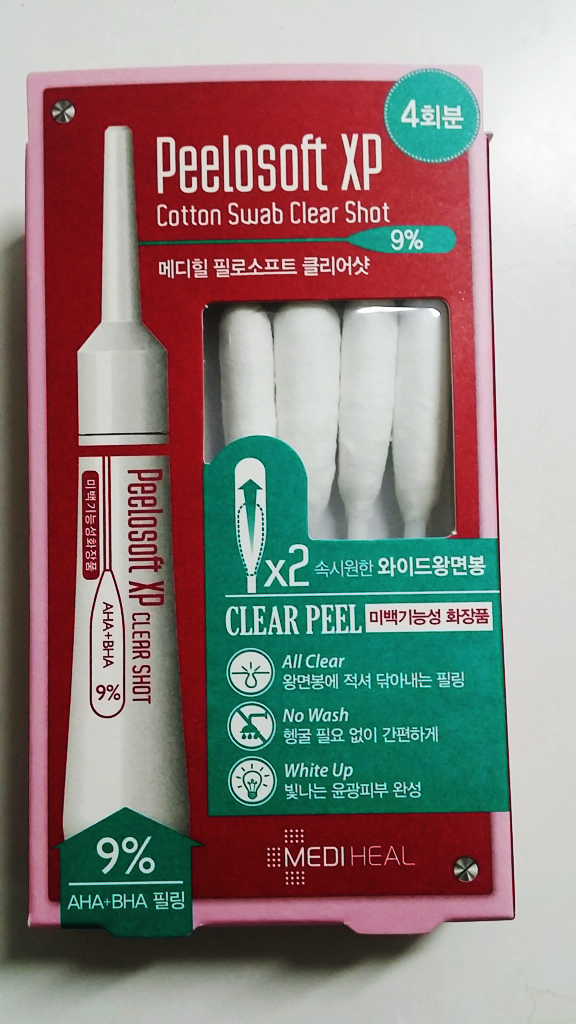 4회분
Peelosoft XP
Cotton Swab Clear Shot
9%
메디힐 필로소프트 클리어샷
미백기능성화장품
Peelosoft XP CLEAR SHOT
AHA+BHA
9%
x2 속시원한 와이드왕면봉
CLEAR PEEL 미백기능성 화장품
All Clear
왕면봉에 적셔 닦아내는 필링
No Wash
헹굴 필요 없이 간편하게
White Up
빛나는 윤광피부 완성
9%
AHA+BHA 필링
MEDIHEAL